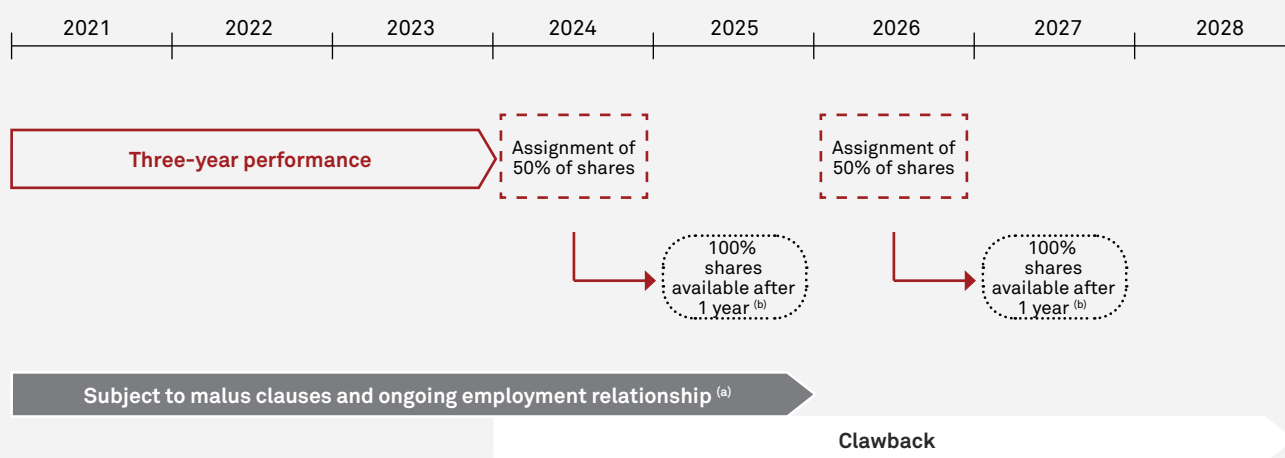 2021 2022 2023 2024 2025 2026 2027 2028
Three-year performance
Assignment of
50% of shares
Assignment of
50% of shares
100%
shares
available after
1 year (b)
100%
shares
available after
1 year (b)
Subject to malus clauses and ongoing employment relationship (a)
Clawback